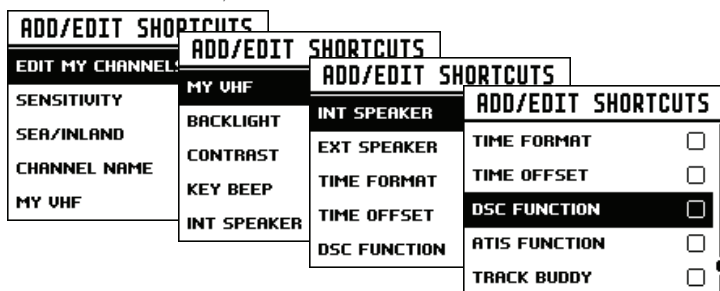 ADD/EDIT SHORTCUTS
EDIT MY CHANNELS
SENSITIVITY
SEA/INLAND
CHANNEL NAME
MY VHF
ADD/EDIT SHORTCUTS
MY VHF
BACKLIGHT
CONTRAST
KEY BEEP
INT SPEAKER
ADD/EDIT SHORTCUTS
INT SPEAKER
EXT SPEAKER
TIME FORMAT
TIME OFFSET
DSC FUNCTION
ADD/EDIT SHORTCUTS
TIME FORMAT
TIME OFFSET
DSC FUNCTION
ATIS FUNCTION
TRACK BUDDY